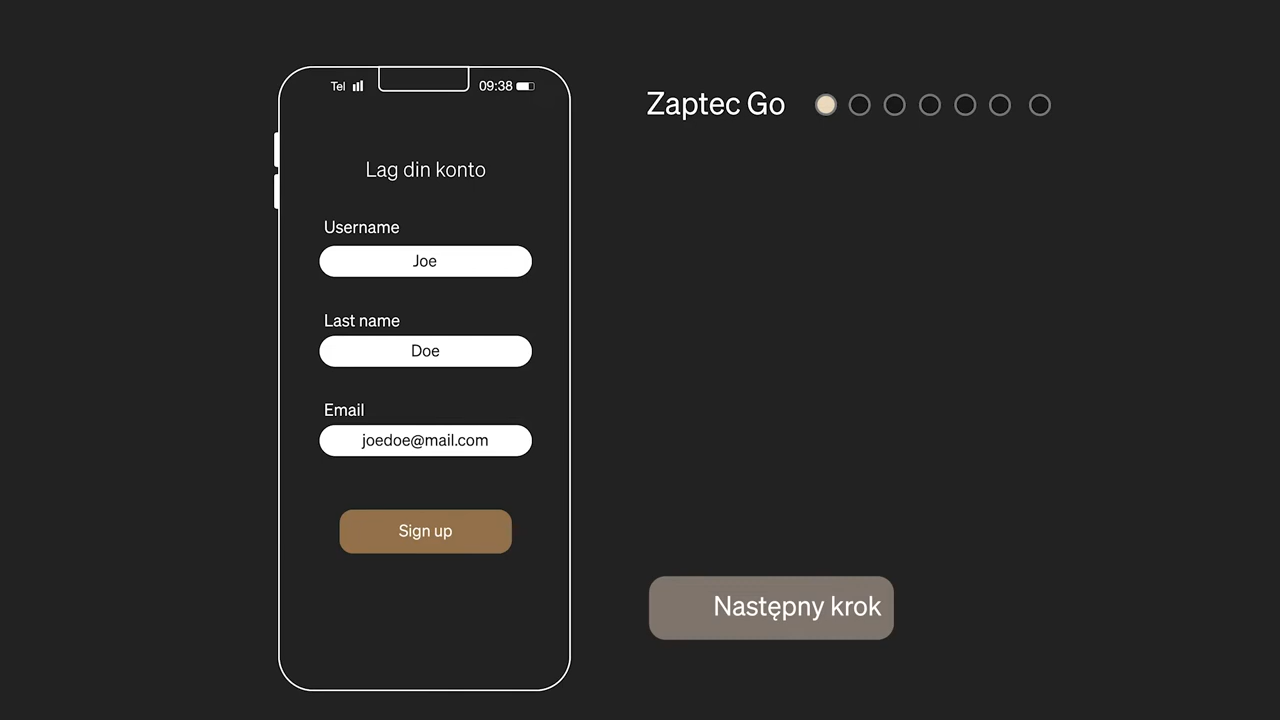 Tel
09:38
Lag din konto
Username
Joe
Last name
Doe
Email
joedoe@mail.com
Sign up
Zaptec Go
Następny krok